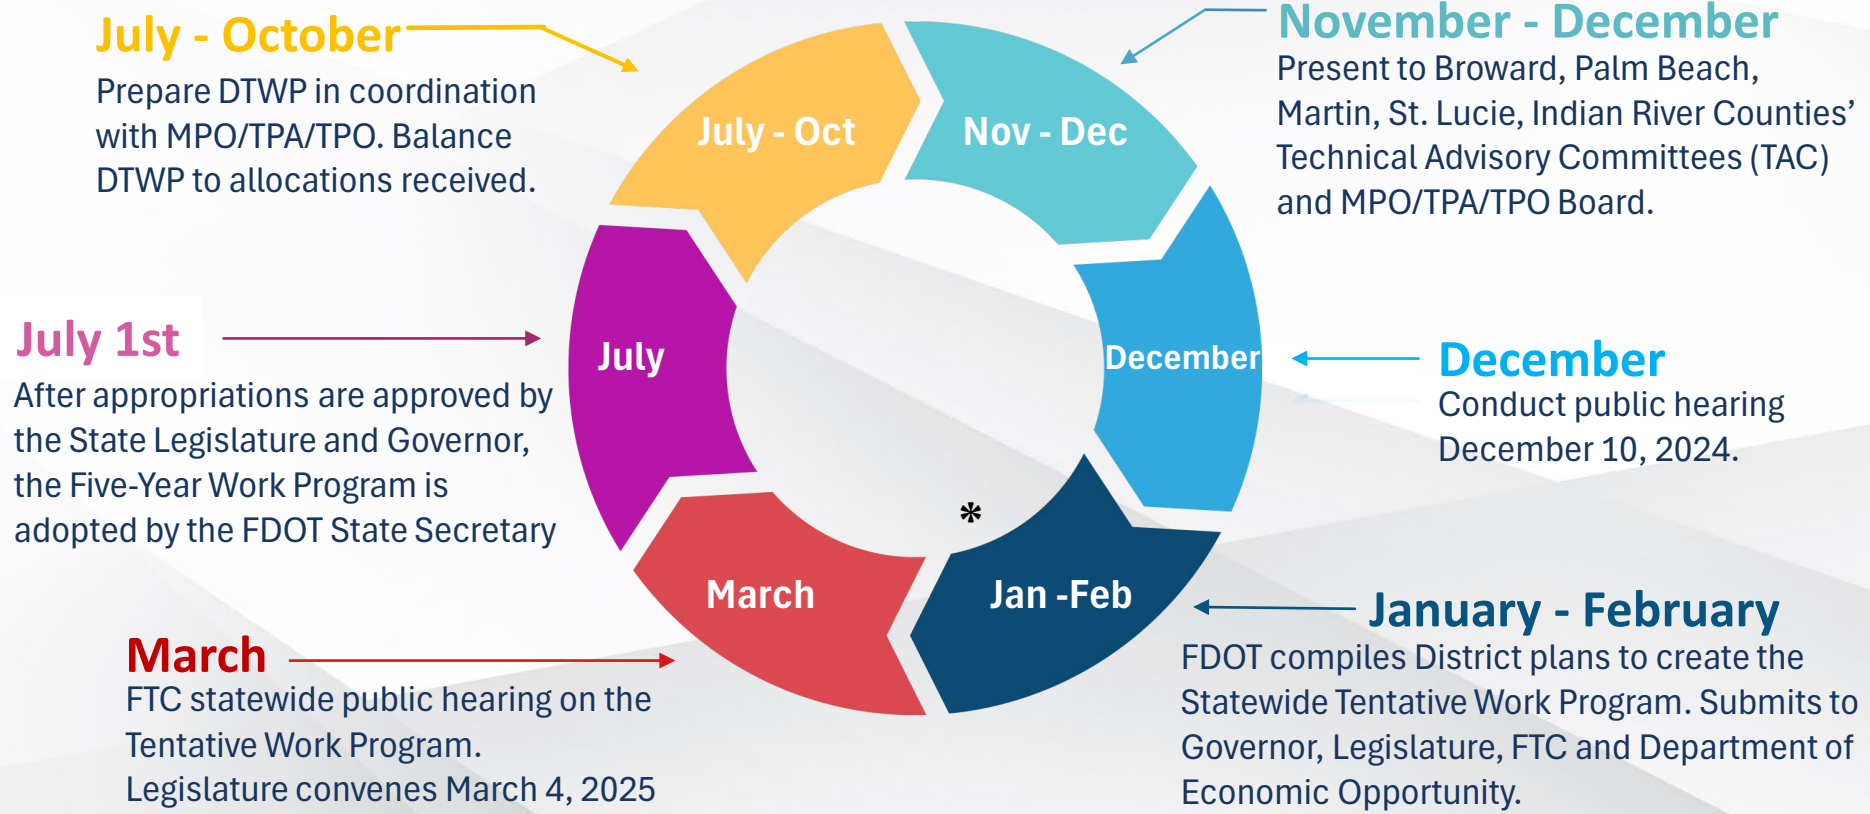 July - October
Prepare DTWP in coordination
with MPO/TPA/TPO. Balance
DTWP to allocations received.
November - December
Present to Broward, Palm Beach,
Martin, St. Lucie, Indian River Counties’
Technical Advisory Committees (TAC)
and MPO/TPA/TPO Board.
July - Oct
Nov - Dec
July 1st
After appropriations are approved by
the State Legislature and Governor,
the Five-Year Work Program is
adopted by the FDOT State Secretary
July
December
December
Conduct public hearing
December 10, 2024.
*
March
Jan -Feb
March
FTC statewide public hearing on the
Tentative Work Program.
Legislature convenes March 4, 2025
January - February
FDOT compiles District plans to create the
Statewide Tentative Work Program. Submits to
Governor, Legislature, FTC and Department of
Economic Opportunity.